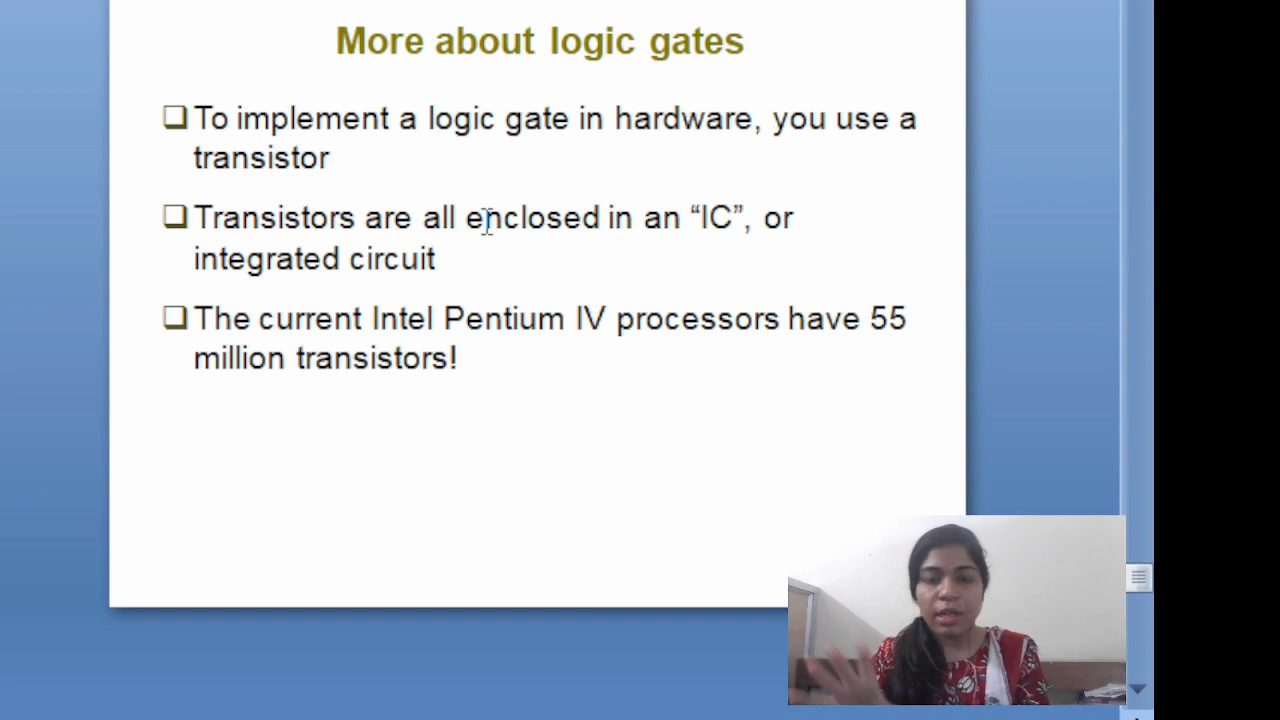 More about logic gates
To implement a logic gate in hardware, you use a
transistor
Transistors are all enclosed in an “IC”, or
integrated circuit
The current Intel Pentium IV processors have 55
million transistors!